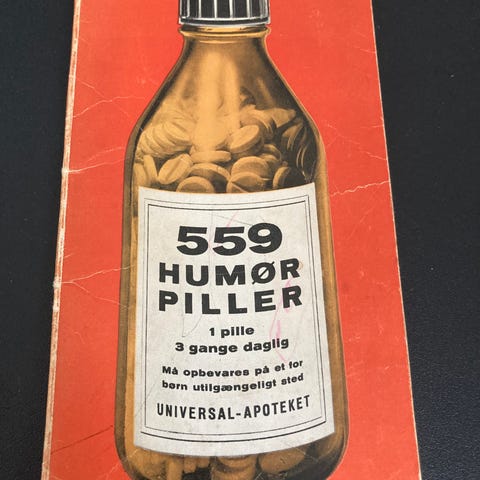 559
HUMØR
PILLER
1 pille
3 gange daglig
Må opbevares på et for
børn utilgængeligt sted
UNIVERSAL-APOTEKET